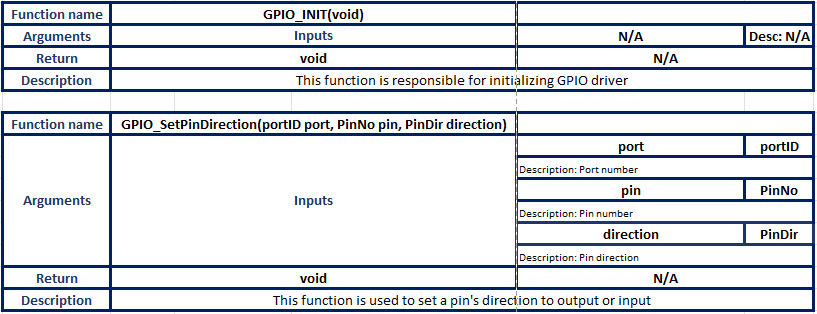 Function name GPIO_INIT(void)
Arguments Inputs N/A Desc: N/A
Return void N/A
Description This function is responsible for initializing GPIO driver
Function name GPIO_SetPinDirection(portID port, PinNo pin, PinDir direction)
port portID
Description: Port number
Arguments Inputs pin PinNo
Description: Pin number
direction PinDir
Description: Pin direction
Return void N/A
Description This function is used to set a pin's direction to output or input